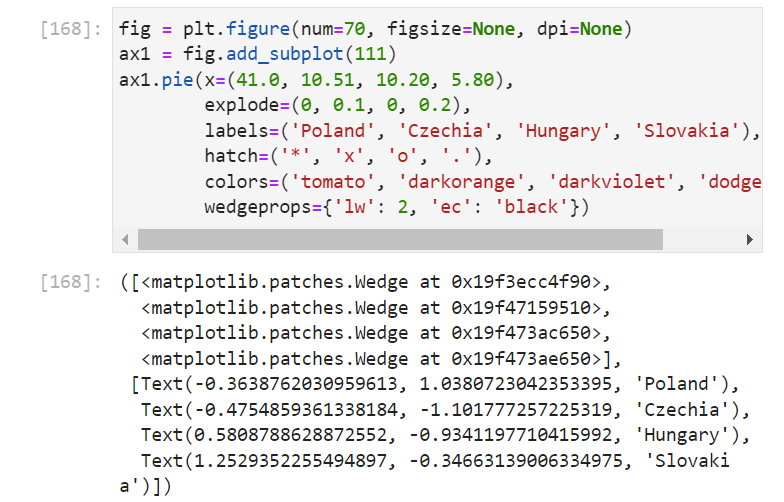 [168]: fig = plt.figure(num=70, figsize=None, dpi=None)
ax1 = fig.add_subplot(111)
ax1.pie(x=(41.0, 10.51, 10.20, 5.80),
        explode=(0, 0.1, 0, 0.2),
        labels=('Poland', 'Czechia', 'Hungary', 'Slovakia'),
        hatch=('*', 'x', 'o', '.'),
        colors=('tomato', 'darkorange', 'darkviolet', 'dodge
        wedgeprops={'lw': 2, 'ec': 'black'})
[168]: ([<matplotlib.patches.Wedge at 0x19f3ecc4f90>,
  <matplotlib.patches.Wedge at 0x19f47159510>,
  <matplotlib.patches.Wedge at 0x19f473ac650>,
  <matplotlib.patches.Wedge at 0x19f473ae650>],
 [Text(-0.3638762030959613, 1.0380723042353395, 'Poland'),
  Text(-0.4754859361338184, -1.101777257225319, 'Czechia'),
  Text(0.5808788628872552, -0.9341197710415992, 'Hungary'),
  Text(1.2529352255494897, -0.34663139006334975, 'Slovaki
a')])